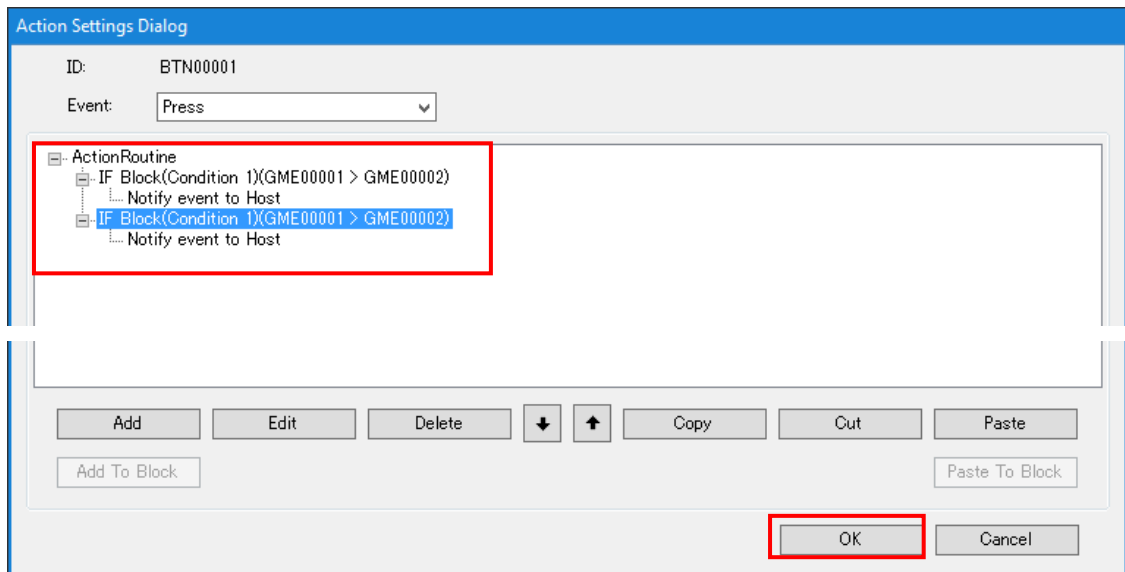 Action Settings Dialog
ID: BTN00001
Event: Press
ActionRoutine
IF Block(Condition 1)(GME00001 > GME00002)
Notify event to Host
IF Block(Condition 1)(GME00001 > GME00002)
Notify event to Host
Add Edit Delete Copy Cut Paste
Add To Block Paste To Block
OK Cancel